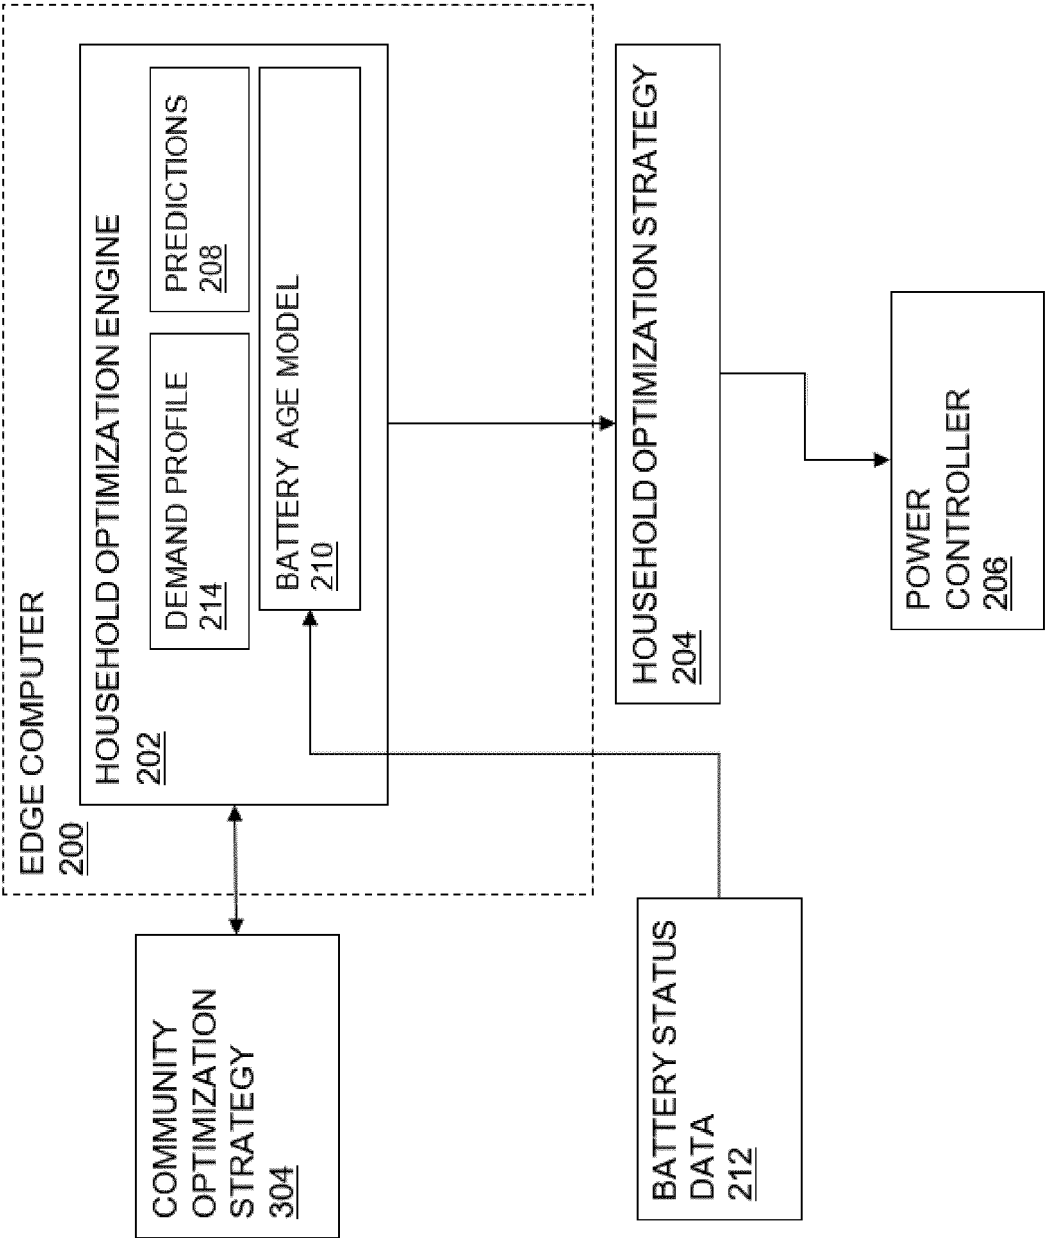 EDGE COMPUTER
200
HOUSEHOLD OPTIMIZATION ENGINE
202
DEMAND PROFILE
214
PREDICTIONS
208
BATTERY AGE MODEL
210
COMMUNITY
OPTIMIZATION
STRATEGY
304
HOUSEHOLD OPTIMIZATION STRATEGY
204
BATTERY STATUS
DATA
212
POWER
CONTROLLER
206